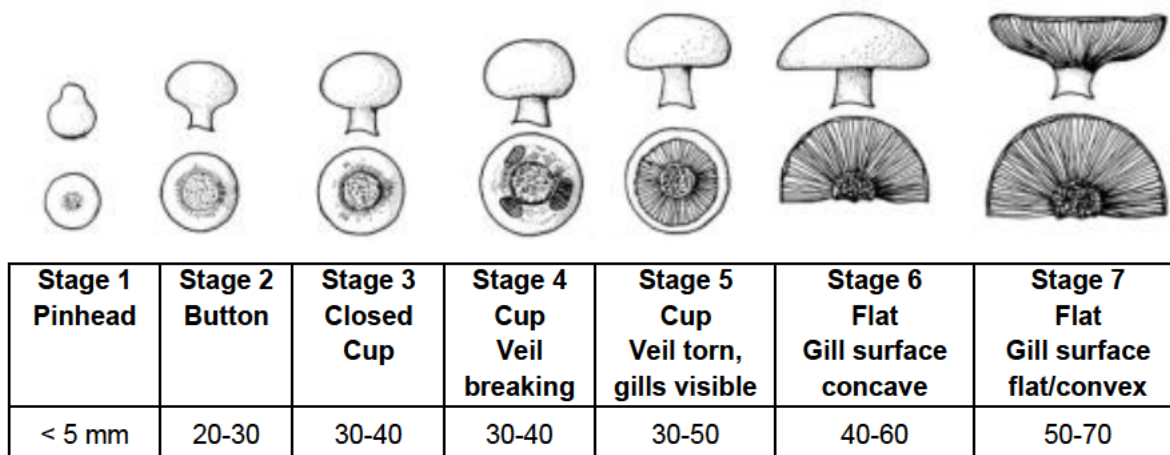 Stage 1
Pinhead
Stage 2
Button
Stage 3
Closed
Cup
Stage 4
Cup
Veil
breaking
Stage 5
Cup
Veil torn,
gills visible
Stage 6
Flat
Gill surface
concave
Stage 7
Flat
Gill surface
flat/convex
< 5 mm
20-30
30-40
30-40
30-50
40-60
50-70